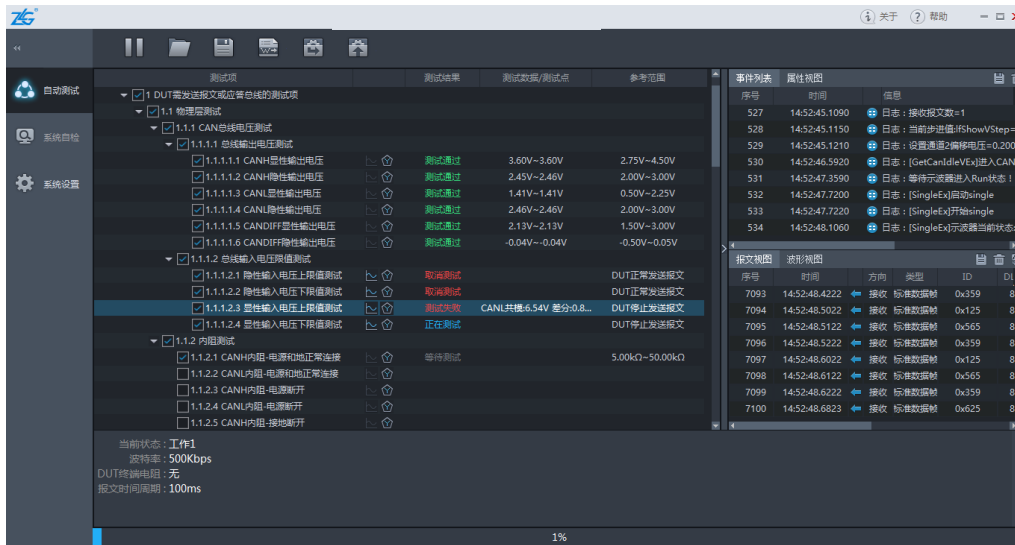 ZLG
关于 帮助
自动测试
系统自检
系统设置
测试项 测试结果 测试数据/测试点 参考范围
1 DUT需发送报文或应答总线的测试项
1.1 物理层测试
1.1.1 CAN总线电压测试
1.1.1.1 总线输出电压测试
1.1.1.1.1 CANH显性输出电压 测试通过 3.60V~3.60V 2.75V~4.50V
1.1.1.1.2 CANH隐性输出电压 测试通过 2.45V~2.46V 2.00V~3.00V
1.1.1.1.3 CANL显性输出电压 测试通过 1.41V~1.41V 0.50V~2.25V
1.1.1.1.4 CANL隐性输出电压 测试通过 2.46V~2.46V 2.00V~3.00V
1.1.1.1.5 CANDIFF显性输出电压 测试通过 2.13V~2.13V 1.50V~3.00V
1.1.1.1.6 CANDIFF隐性输出电压 测试通过 -0.04V~-0.04V -0.50V~0.05V
1.1.1.2 总线输入电压限值测试
1.1.1.2.1 隐性输入电压上限值测试 取消测试 DUT正常发送报文
1.1.1.2.2 隐性输入电压下限值测试 取消测试 DUT正常发送报文
1.1.1.2.3 显性输入电压上限值测试 测试失败 CANL共模:6.54V 差分:0.8... DUT停止发送报文
1.1.1.2.4 显性输入电压下限值测试 正在测试 DUT停止发送报文
1.1.2 内阻测试
1.1.2.1 CANH内阻-电源和地正常连接 等待测试 5.00kΩ~50.00kΩ
1.1.2.2 CANL内阻-电源和地正常连接
1.1.2.3 CANH内阻-电源断开
1.1.2.4 CANL内阻-电源断开
1.1.2.5 CANH内阻-接地断开
事件列表 属性视图
序号 时间 信息
527 14:52:45.1090 日志：接收报文数=1
528 14:52:45.1150 日志：当前步进值:lfShowVStep=
529 14:52:45.1210 日志：设置通道2偏移电压=0.200
530 14:52:46.5920 日志：[GetCanIdleVEx]进入CAN
531 14:52:47.3590 日志：等待示波器进入Run状态！
532 14:52:47.7200 日志：[SingleEx]启动single
533 14:52:47.7220 日志：[SingleEx]开始single
534 14:52:48.1060 日志：[SingleEx]示波器当前状态:
报文视图 波形视图
序号 时间 方向 类型 ID DL
7093 14:52:48.4222 接收 标准数据帧 0x359 8
7094 14:52:48.5022 接收 标准数据帧 0x125 8
7095 14:52:48.5122 接收 标准数据帧 0x565 8
7096 14:52:48.5222 接收 标准数据帧 0x359 8
7097 14:52:48.6022 接收 标准数据帧 0x125 8
7098 14:52:48.6122 接收 标准数据帧 0x565 8
7099 14:52:48.6222 接收 标准数据帧 0x359 8
7100 14:52:48.6823 接收 标准数据帧 0x625 8
当前状态：工作1
波特率：500Kbps
DUT终端电阻：无
报文时间周期：100ms
1%